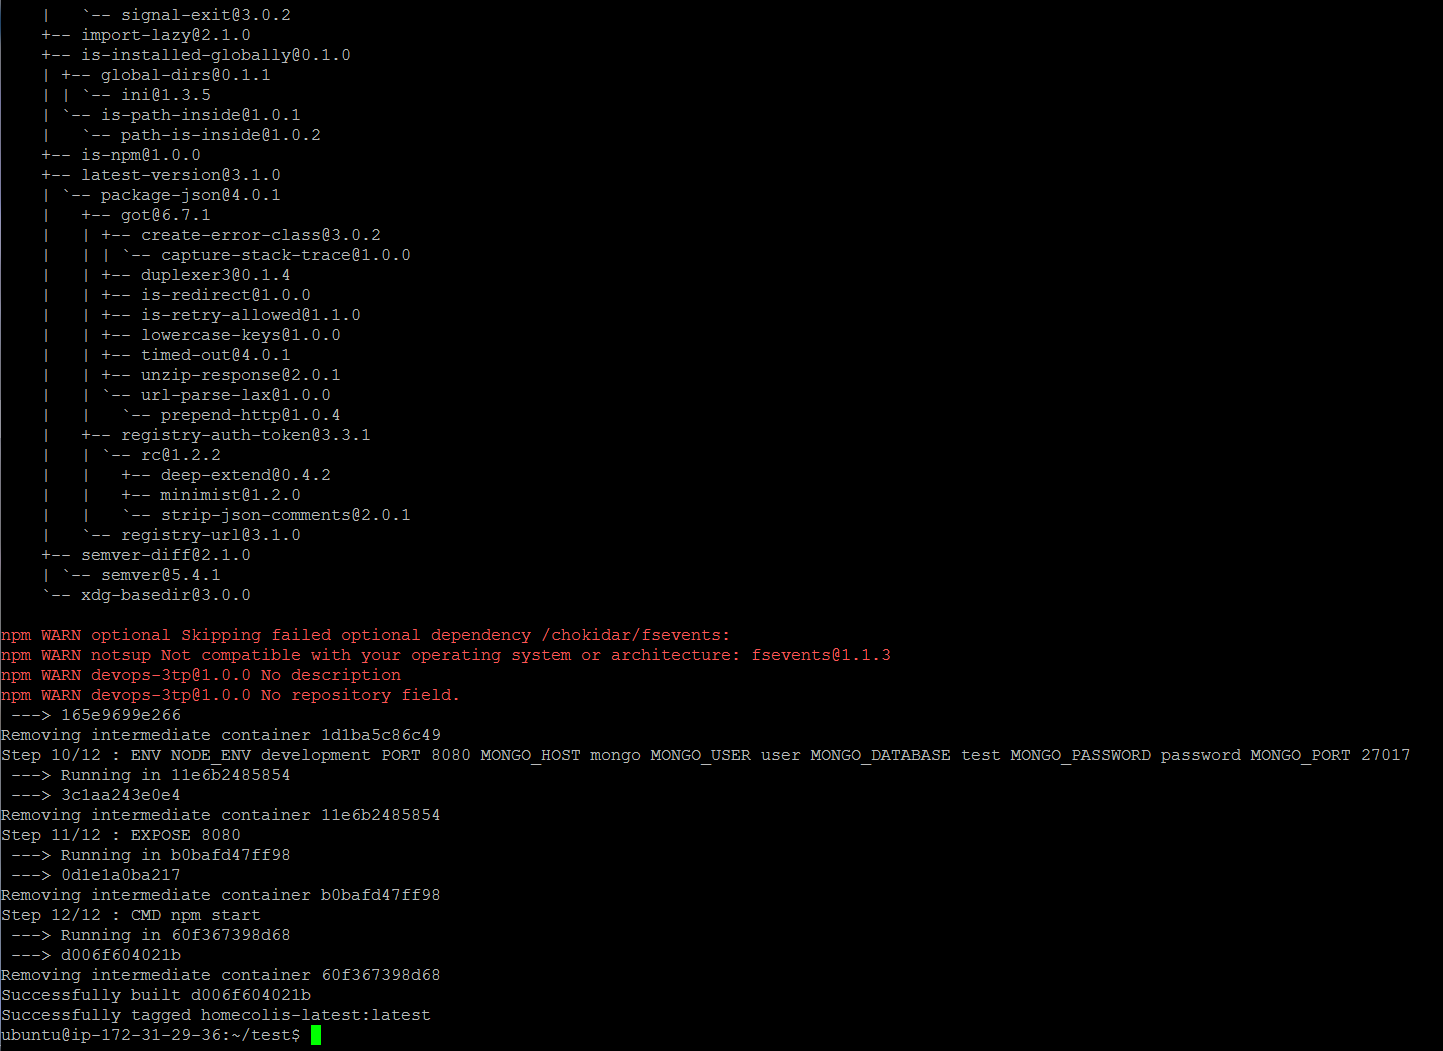 |   `-- signal-exit@3.0.2
+-- import-lazy@2.1.0
+-- is-installed-globally@0.1.0
| +-- global-dirs@0.1.1
| | `-- ini@1.3.5
| `-- is-path-inside@1.0.1
|   `-- path-is-inside@1.0.2
+-- is-npm@1.0.0
+-- latest-version@3.1.0
| `-- package-json@4.0.1
|   +-- got@6.7.1
|   | +-- create-error-class@3.0.2
|   | | `-- capture-stack-trace@1.0.0
|   | +-- duplexer3@0.1.4
|   | +-- is-redirect@1.0.0
|   | +-- is-retry-allowed@1.1.0
|   | +-- lowercase-keys@1.0.0
|   | +-- timed-out@4.0.1
|   | +-- unzip-response@2.0.1
|   | `-- url-parse-lax@1.0.0
|   |   `-- prepend-http@1.0.4
|   +-- registry-auth-token@3.3.1
|   | `-- rc@1.2.2
|   |   +-- deep-extend@0.4.2
|   |   +-- minimist@1.2.0
|   |   `-- strip-json-comments@2.0.1
|   `-- registry-url@3.1.0
+-- semver-diff@2.1.0
| `-- semver@5.4.1
`-- xdg-basedir@3.0.0
npm WARN optional Skipping failed optional dependency /chokidar/fsevents:
npm WARN notsup Not compatible with your operating system or architecture: fsevents@1.1.3
npm WARN devops-3tp@1.0.0 No description
npm WARN devops-3tp@1.0.0 No repository field.
 ---> 165e9699e266
Removing intermediate container 1d1ba5c86c49
Step 10/12 : ENV NODE_ENV development PORT 8080 MONGO_HOST mongo MONGO_USER user MONGO_DATABASE test MONGO_PASSWORD password MONGO_PORT 27017
 ---> Running in 11e6b2485854
 ---> 3c1aa243e0e4
Removing intermediate container 11e6b2485854
Step 11/12 : EXPOSE 8080
 ---> Running in b0bafd47ff98
 ---> 0d1e1a0ba217
Removing intermediate container b0bafd47ff98
Step 12/12 : CMD npm start
 ---> Running in 60f367398d68
 ---> d006f604021b
Removing intermediate container 60f367398d68
Successfully built d006f604021b
Successfully tagged homecolis-latest:latest
ubuntu@ip-172-31-29-36:~/test$